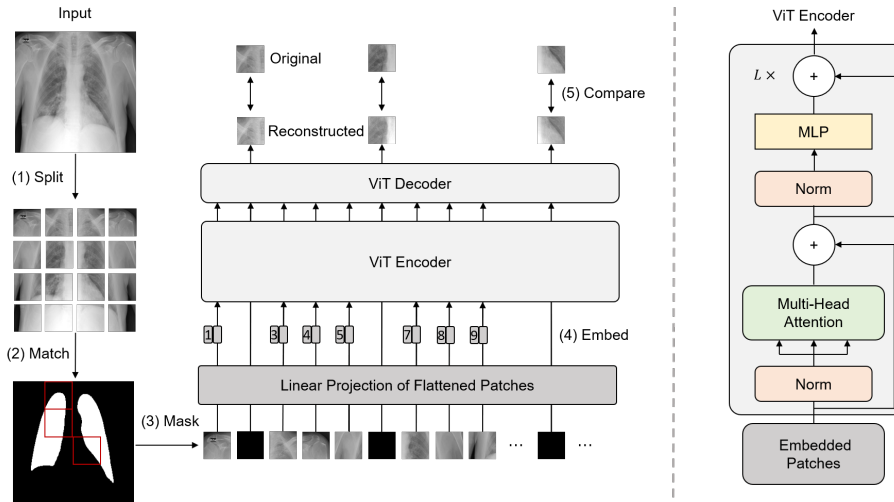 Input
(1) Split
(2) Match
(3) Mask
Original
Reconstructed
(5) Compare
ViT Decoder
ViT Encoder
1 3 4 5 7 8 9
(4) Embed
Linear Projection of Flattened Patches
... ...
ViT Encoder
L ×
+
MLP
Norm
+
Multi-Head
Attention
Norm
Embedded
Patches